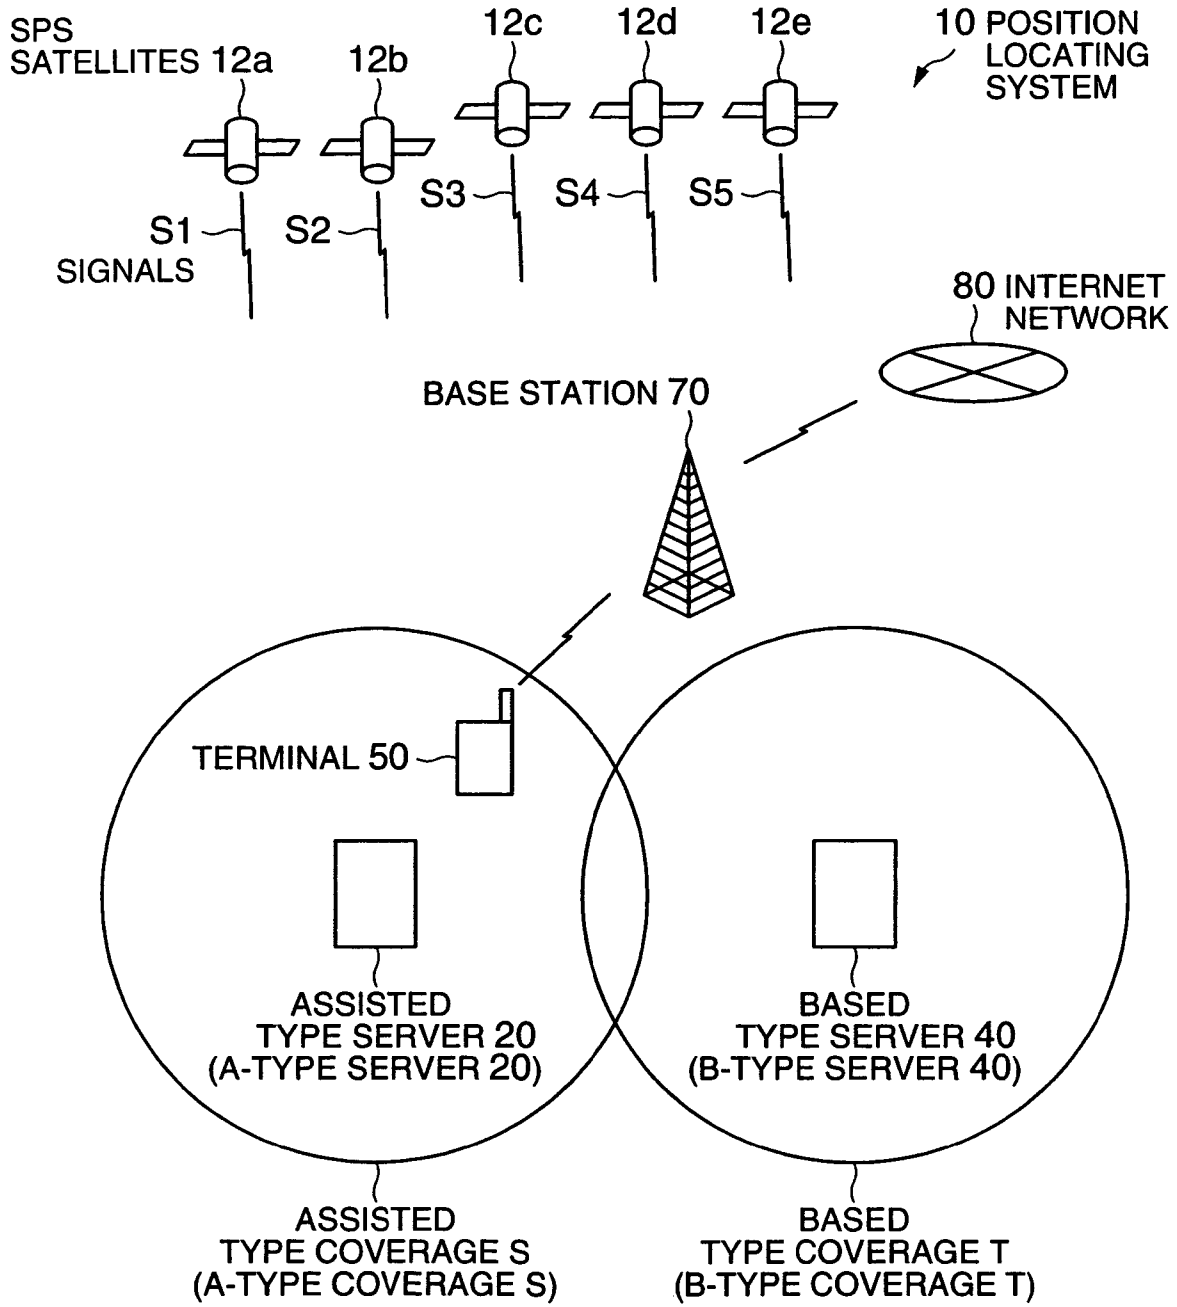 SPS
SATELLITES 12a
12b
12c
12d
12e
10 POSITION
LOCATING
SYSTEM
S1
S2
S3
S4
S5
SIGNALS
80 INTERNET
NETWORK
BASE STATION 70
TERMINAL 50
ASSISTED
TYPE SERVER 20
(A-TYPE SERVER 20)
BASED
TYPE SERVER 40
(B-TYPE SERVER 40)
ASSISTED
TYPE COVERAGE S
(A-TYPE COVERAGE S)
BASED
TYPE COVERAGE T
(B-TYPE COVERAGE T)